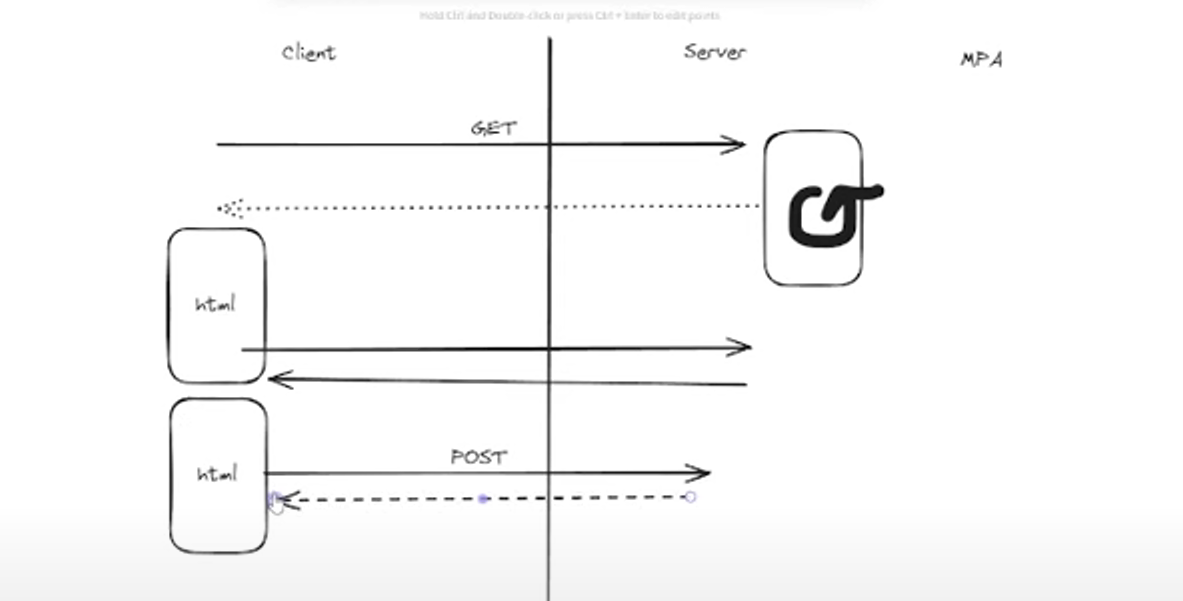 Hold Ctrl and Double-click or press Ctrl + Enter to edit points
Client
Server
MPA
GET
html
POST
html